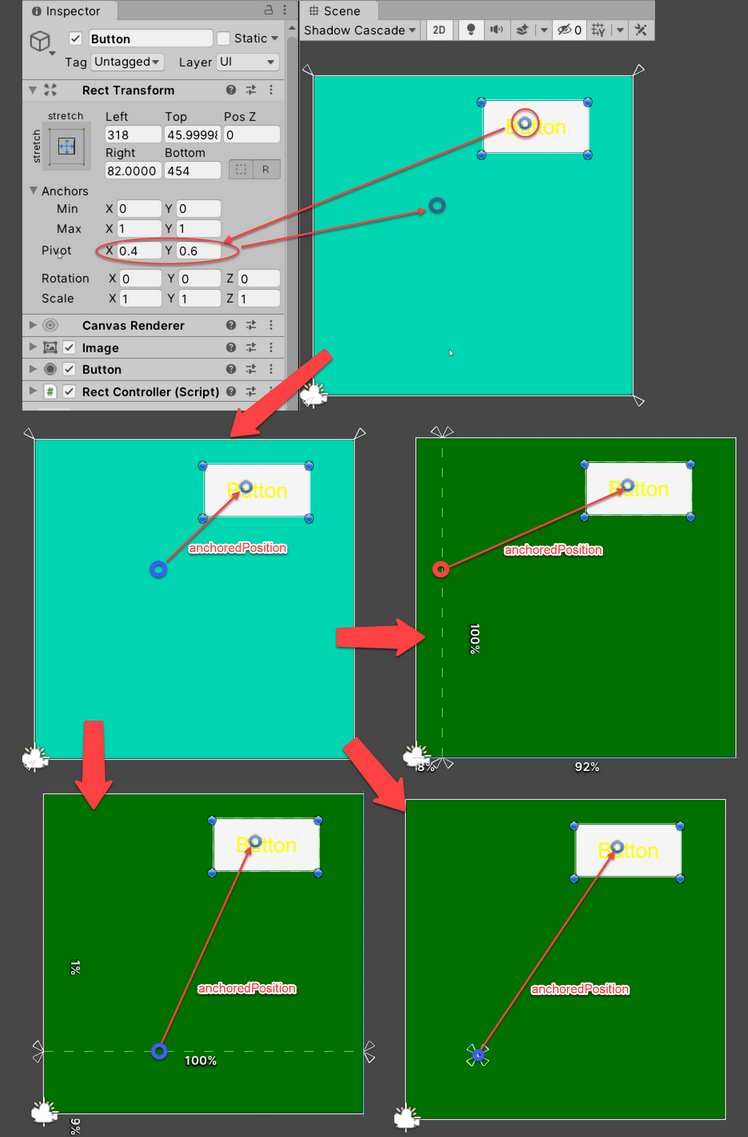 Inspector
Button
Static
Tag Untagged Layer UI
Rect Transform
stretch
stretch
Left Top Pos Z
318 45.9999 0
Right Bottom
82.0000 454
R
Anchors
Min X 0 Y 0
Max X 1 Y 1
Pivot X 0.4 Y 0.6
Rotation X 0 Y 0 Z 0
Scale X 1 Y 1 Z 1
Canvas Renderer
Image
Button
# Rect Controller (Script)
Scene
Shadow Cascade 2D 0
Button
Button
anchoredPosition
Button
anchoredPosition
100%
8% 92%
Button
anchoredPosition
1%
100%
9%
Button
anchoredPosition